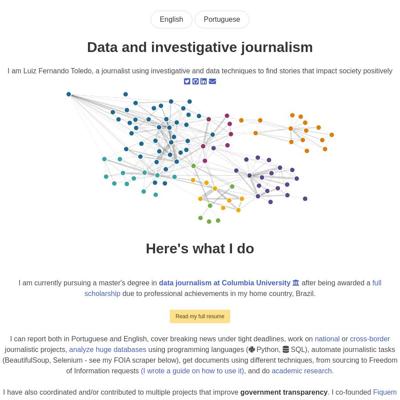 English
Portuguese
Data and investigative journalism
I am Luiz Fernando Toledo, a journalist using investigative and data techniques to find stories that impact society positively
Here's what I do
I am currently pursuing a master's degree in data journalism at Columbia University after being awarded a full
scholarship due to professional achievements in my home country, Brazil.
Read my full resume
I can report both in Portuguese and English, cover breaking news under tight deadlines, work on national or cross-border
journalistic projects, analyze huge databases using programming languages (Python, SQL), automate journalistic tasks
(BeautifulSoup, Selenium - see my FOIA scraper below), get documents using different techniques, from sourcing to Freedom
of Information requests (I wrote a guide on how to use it), and do academic research.
I have also coordinated and/or contributed to multiple projects that improve government transparency. I co-founded Fiquem